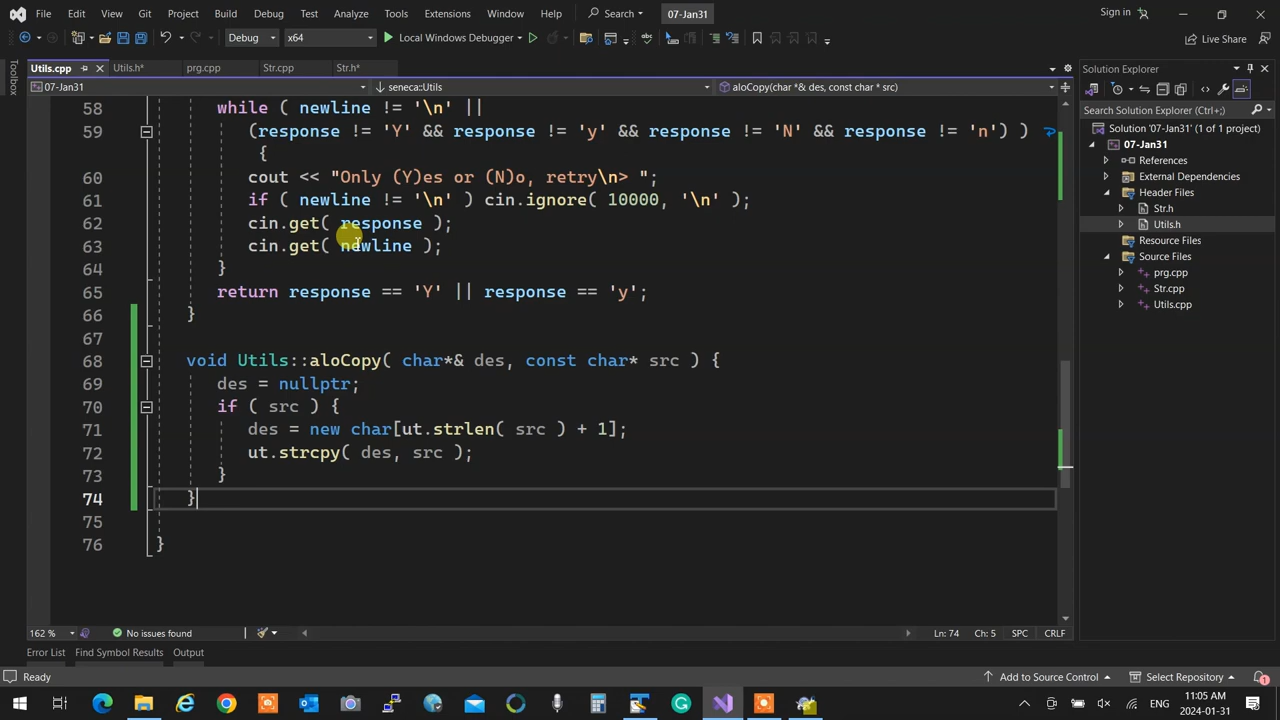 File Edit View Git Project Build Debug Test Analyze Tools Extensions Window Help Search 07-Jan31 Sign in
Debug x64 Local Windows Debugger Live Share
Toolbox
Utils.cpp Utils.h* prg.cpp Str.cpp Str.h*
07-Jan31 seneca::Utils aloCopy(char*& des, const char * src)
58 while ( newline != '\n' ||
59 (response != 'Y' && response != 'y' && response != 'N' && response != 'n') )
{
60 cout << "Only (Y)es or (N)o, retry\n> ";
61 if ( newline != '\n' ) cin.ignore( 10000, '\n' );
62 cin.get( response );
63 cin.get( newline );
64 }
65 return response == 'Y' || response == 'y';
66 }
67
68 void Utils::aloCopy( char*& des, const char* src ) {
69 des = nullptr;
70 if ( src ) {
71 des = new char[ut.strlen( src ) + 1];
72 ut.strcpy( des, src );
73 }
74 }
75
76 }
162 % No issues found Ln: 74 Ch: 5 SPC CRLF
Error List Find Symbol Results Output
Solution Explorer
Search Solution Explorer (Ctrl+;)
Solution '07-Jan31' (1 of 1 project)
07-Jan31
References
External Dependencies
Header Files
Str.h
Utils.h
Resource Files
Source Files
prg.cpp
Str.cpp
Utils.cpp
Ready Add to Source Control Select Repository 1
ENG 11:05 AM
2024-01-31